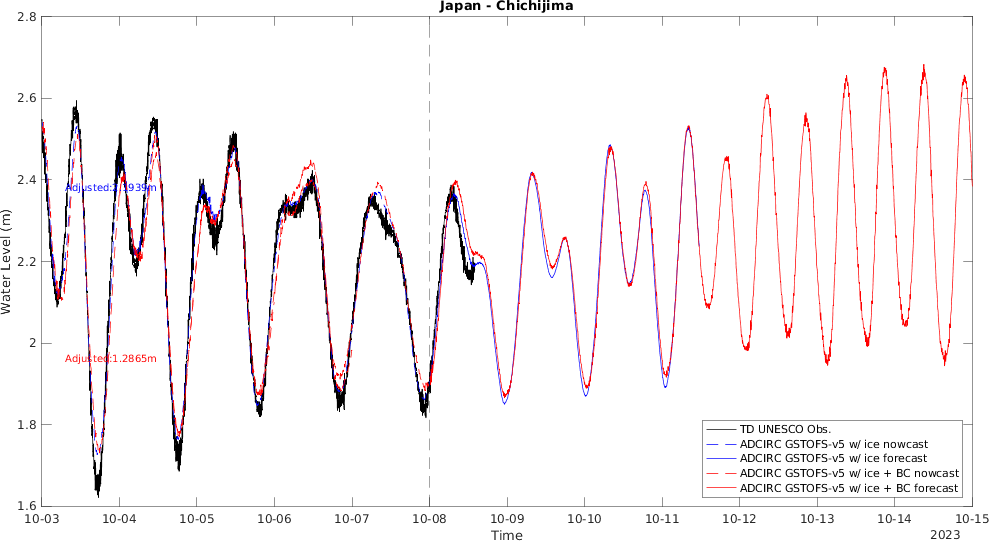 Japan - Chichijima
2.8
2.6
2.4
2.2
2
1.8
1.6
Water Level (m)
Adjusted:1.2865m
TD UNESCO Obs.
ADCIRC GSTOFS-v5 w/ ice nowcast
ADCIRC GSTOFS-v5 w/ ice forecast
ADCIRC GSTOFS-v5 w/ ice + BC nowcast
ADCIRC GSTOFS-v5 w/ ice + BC forecast
10-03 10-04 10-05 10-06 10-07 10-08 10-09 10-10 10-11 10-12 10-13 10-14 10-15
Time
2023